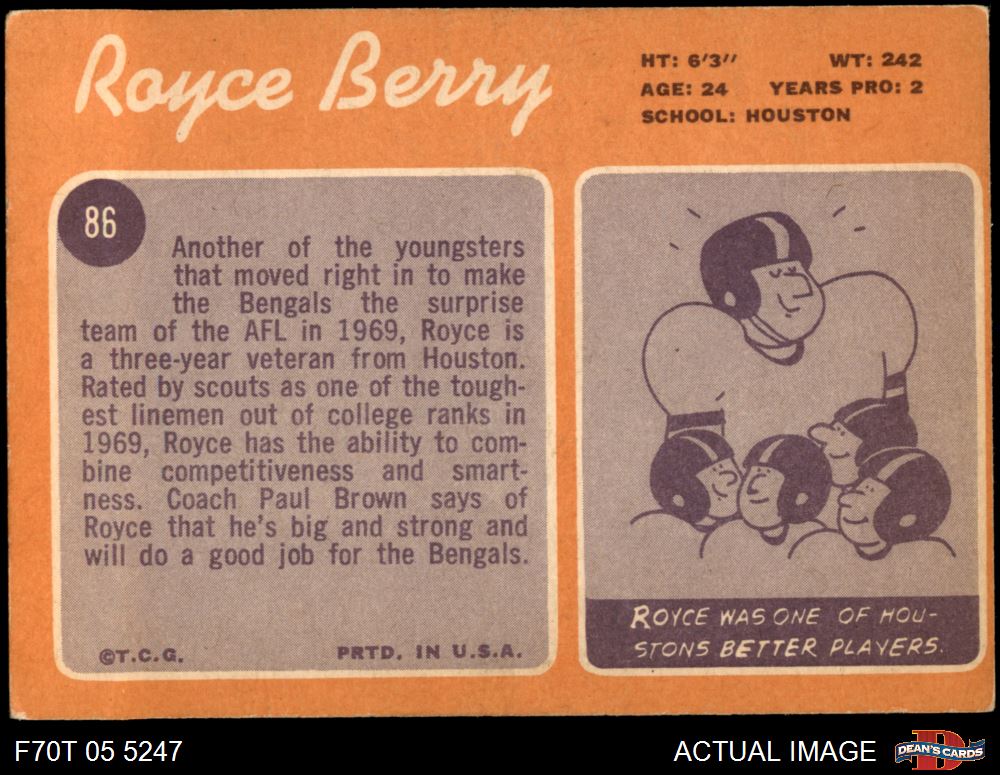 Royce Berry
HT: 6'3" WT: 242
AGE: 24 YEARS PRO: 2
SCHOOL: HOUSTON
86
Another of the youngsters
that moved right in to make
the Bengals the surprise
team of the AFL in 1969, Royce is
a three-year veteran from Houston.
Rated by scouts as one of the tough-
est linemen out of college ranks in
1969, Royce has the ability to com-
bine competitiveness and smart-
ness. Coach Paul Brown says of
Royce that he's big and strong and
will do a good job for the Bengals.
©T.C.G. PRTD. IN U.S.A.
ROYCE WAS ONE OF HOU-
STONS BETTER PLAYERS.
F70T 05 5247
ACTUAL IMAGE
D
DEAN'S CARDS